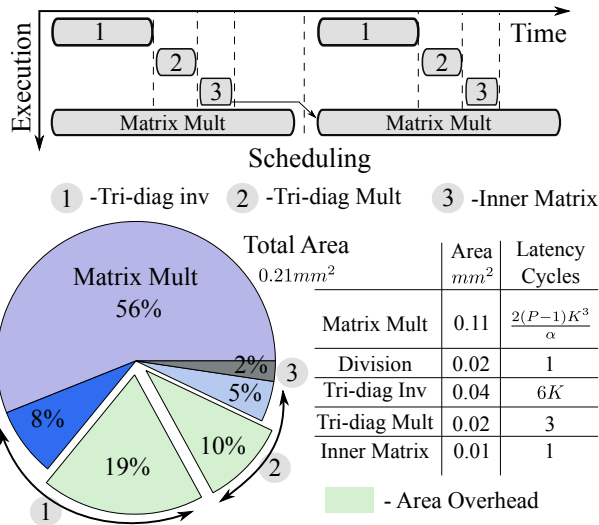 1 1 Time
2 2
3 3
Execution
Matrix Mult Matrix Mult
Scheduling
1 -Tri-diag inv 2 -Tri-diag Mult 3 -Inner Matrix
Total Area
0.21mm²
Matrix Mult
56%
2%
3
5%
8%
10%
19%
2
1
Area mm² Latency Cycles
Matrix Mult 0.11 2(P−1)K³/α
Division 0.02 1
Tri-diag Inv 0.04 6K
Tri-diag Mult 0.02 3
Inner Matrix 0.01 1
- Area Overhead